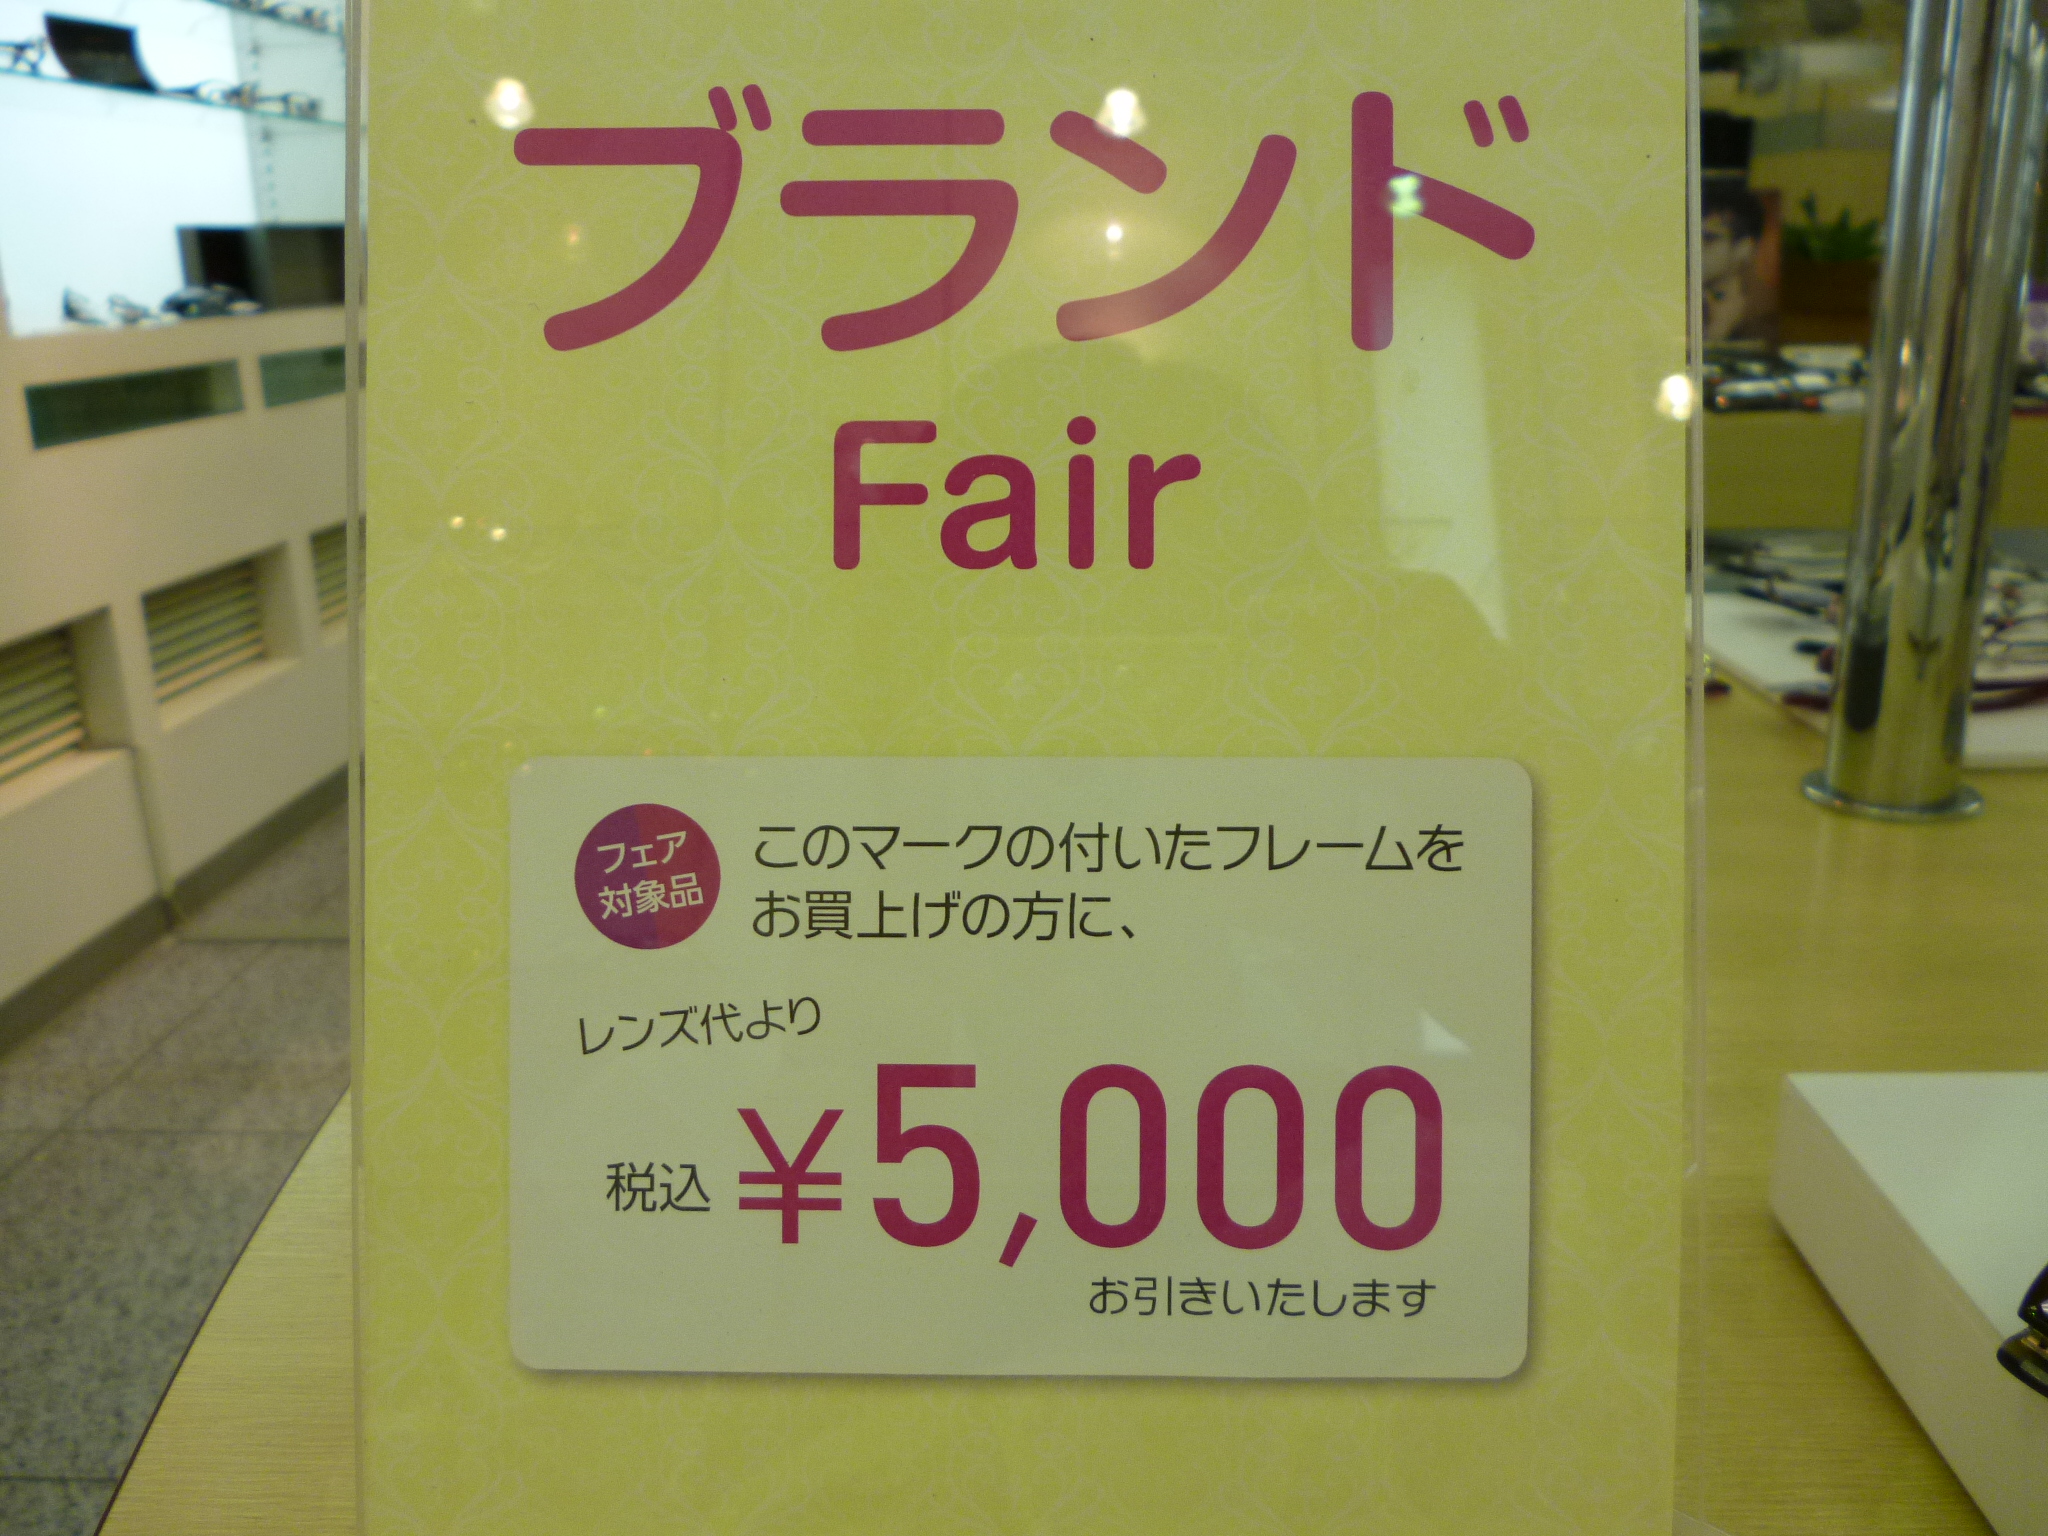 ブランド
Fair
フェア
対象品
このマークの付いたフレームを
お買上げの方に、
レンズ代より
税込 ¥5,000
お引きいたします